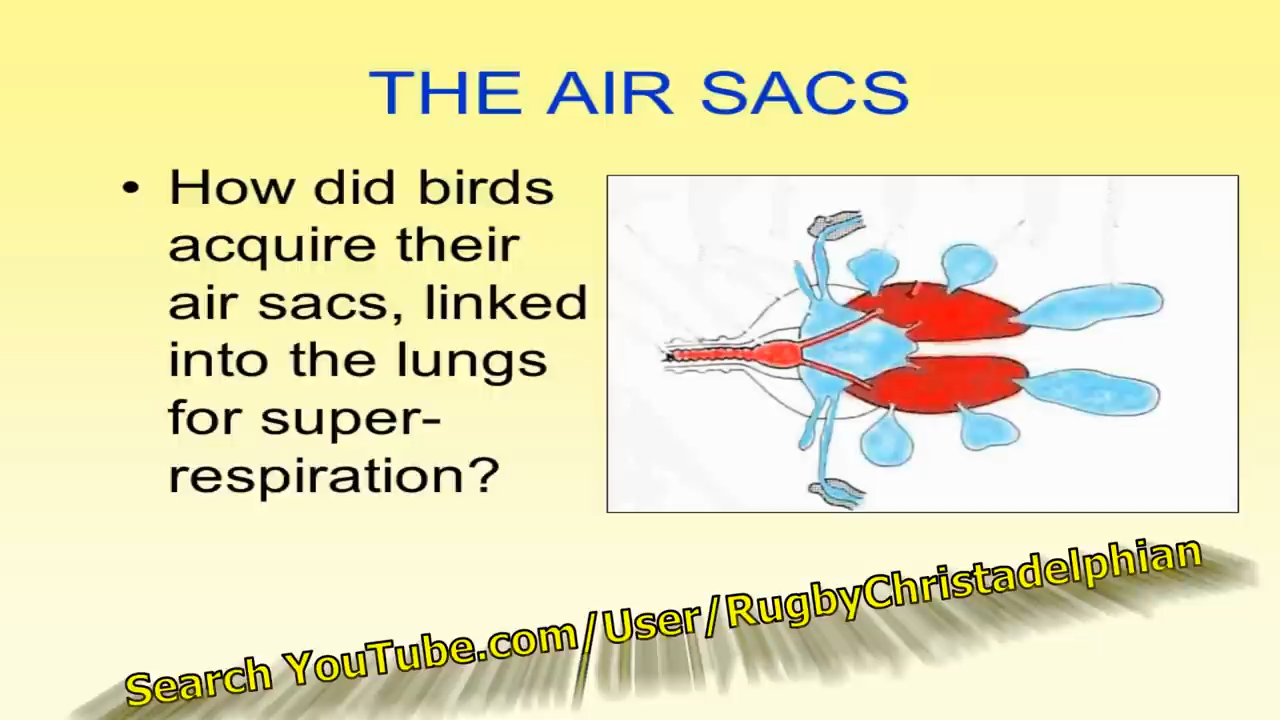 THE AIR SACS
• How did birds
acquire their
air sacs, linked
into the lungs
for super-
respiration?
Search YouTube.com/User/RugbyChristadelphian